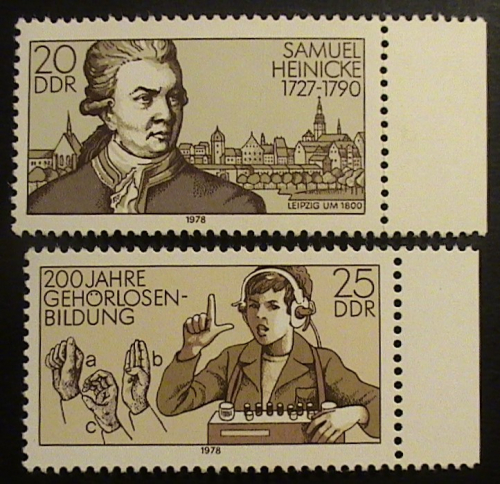 20
DDR
SAMUEL
HEINICKE
1727-1790
LEIPZIG UM 1800
1978
200 JAHRE
GEHÖRLOSEN-
BILDUNG
25
DDR
a
b
c
1978